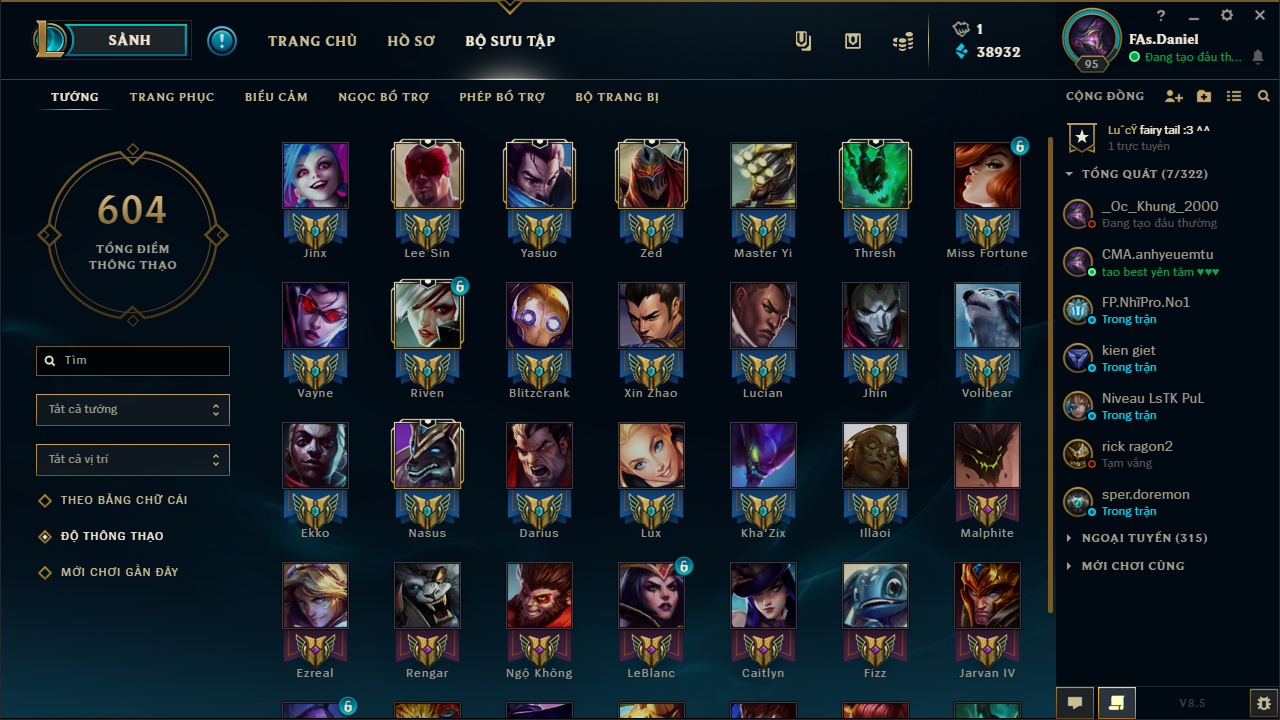 SẢNH
TRANG CHỦ
HỒ SƠ
BỘ SƯU TẬP
1
38932
?
FAs.Daniel
Đang tạo đấu th...
95
TƯỚNG
TRANG PHỤC
BIỂU CẢM
NGỌC BỔ TRỢ
PHÉP BỔ TRỢ
BỘ TRANG BỊ
604
TỔNG ĐIỂM
THÔNG THẠO
Tìm
Tất cả tướng
Tất cả vị trí
THEO BẢNG CHỮ CÁI
ĐỘ THÔNG THẠO
MỚI CHƠI GẦN ĐÂY
6
Jinx
Lee Sin
Yasuo
Zed
Master Yi
Thresh
Miss Fortune
6
Vayne
Riven
Blitzcrank
Xin Zhao
Lucian
Jhin
Volibear
Ekko
Nasus
Darius
Lux
Kha'Zix
Illaoi
Malphite
6
Ezreal
Rengar
Ngộ Không
LeBlanc
Caitlyn
Fizz
Jarvan IV
6
CỘNG ĐỒNG
LuˆcŸ fairy tail :3 ^^
1 trực tuyến
TỔNG QUÁT (7/322)
_Oc_Khung_2000
Đang tạo đấu thường
CMA.anhyeuemtu
tao best yên tâm ♥♥♥
FP.NhĩPro.No1
Trong trận
kien giet
Trong trận
Niveau LsTK PuL
Trong trận
rick ragon2
Tạm vắng
sper.doremon
Trong trận
NGOẠI TUYẾN (315)
MỚI CHƠI CÙNG
V8.5